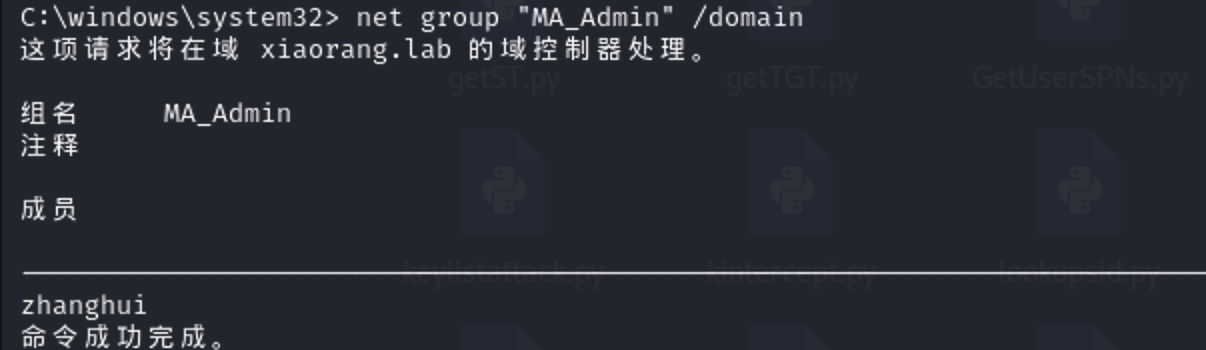 C:\windows\system32> net group "MA_Admin" /domain
这项请求将在域 xiaorang.lab 的域控制器处理。
getST.py getTGT.py GetUserSPNs.py
组名 MA_Admin
注释
成员
keylistattack.py kintercept.py lookupsid.py
zhanghui
命令成功完成。